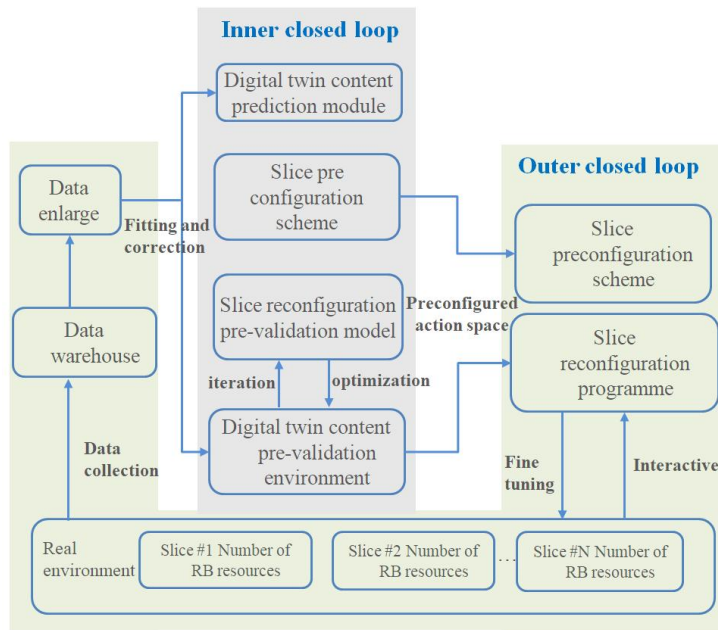 Inner closed loop
Digital twin content
prediction module
Outer closed loop
Data
enlarge
Fitting and
correction
Slice pre
configuration
scheme
Slice
preconfiguration
scheme
Slice reconfiguration
pre-validation model
Preconfigured
action space
Data
warehouse
Slice
reconfiguration
programme
iteration
optimization
Digital twin content
pre-validation
environment
Data
collection
Fine
tuning
Interactive
Real
environment
Slice #1 Number of
RB resources
Slice #2 Number of
RB resources
...
Slice #N Number of
RB resources